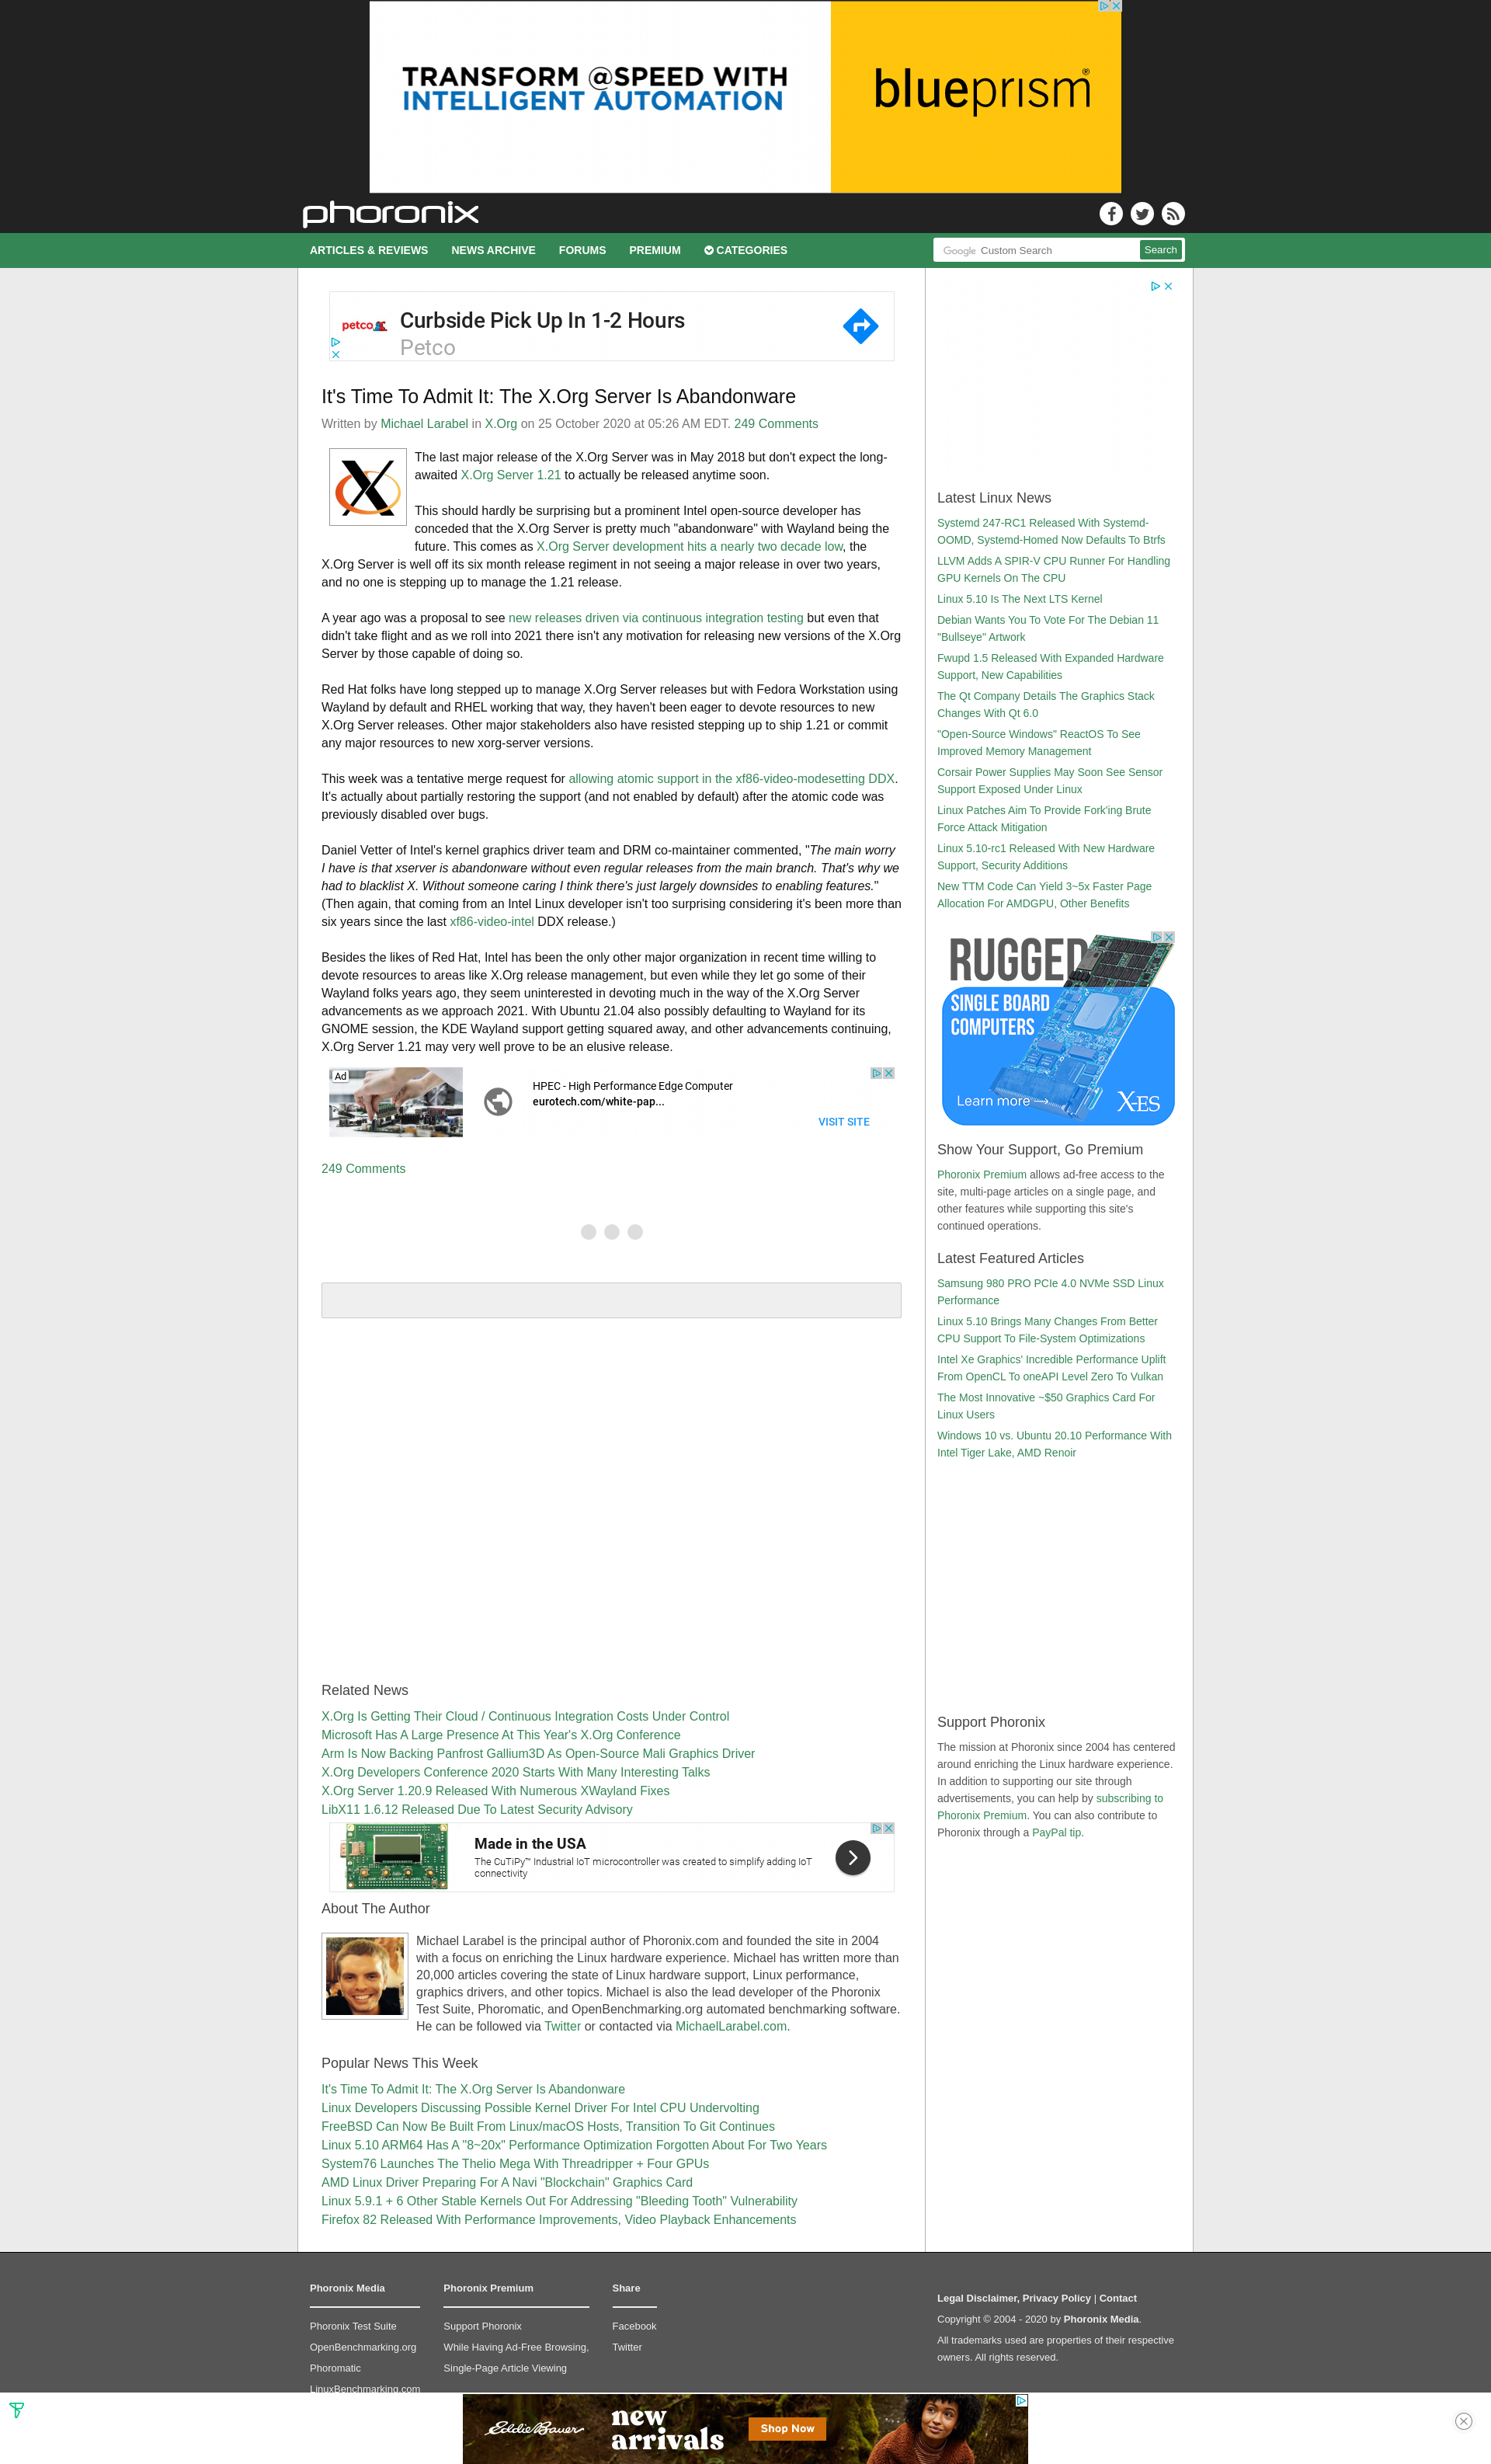 TRANSFORM @SPEED WITH
INTELLIGENT AUTOMATION
blueprism®
phoronix
ARTICLES & REVIEWS
NEWS ARCHIVE
FORUMS
PREMIUM
CATEGORIES
Google Custom Search
Search
petco
Curbside Pick Up In 1-2 Hours
Petco
It's Time To Admit It: The X.Org Server Is Abandonware
Written by Michael Larabel in X.Org on 25 October 2020 at 05:26 AM EDT. 249 Comments
The last major release of the X.Org Server was in May 2018 but don't expect the long-
awaited X.Org Server 1.21 to actually be released anytime soon.
This should hardly be surprising but a prominent Intel open-source developer has
conceded that the X.Org Server is pretty much "abandonware" with Wayland being the
future. This comes as X.Org Server development hits a nearly two decade low, the
X.Org Server is well off its six month release regiment in not seeing a major release in over two years,
and no one is stepping up to manage the 1.21 release.
A year ago was a proposal to see new releases driven via continuous integration testing but even that
didn't take flight and as we roll into 2021 there isn't any motivation for releasing new versions of the X.Org
Server by those capable of doing so.
Red Hat folks have long stepped up to manage X.Org Server releases but with Fedora Workstation using
Wayland by default and RHEL working that way, they haven't been eager to devote resources to new
X.Org Server releases. Other major stakeholders also have resisted stepping up to ship 1.21 or commit
any major resources to new xorg-server versions.
This week was a tentative merge request for allowing atomic support in the xf86-video-modesetting DDX.
It's actually about partially restoring the support (and not enabled by default) after the atomic code was
previously disabled over bugs.
Daniel Vetter of Intel's kernel graphics driver team and DRM co-maintainer commented, "The main worry
I have is that xserver is abandonware without even regular releases from the main branch. That's why we
had to blacklist X. Without someone caring I think there's just largely downsides to enabling features."
(Then again, that coming from an Intel Linux developer isn't too surprising considering it's been more than
six years since the last xf86-video-intel DDX release.)
Besides the likes of Red Hat, Intel has been the only other major organization in recent time willing to
devote resources to areas like X.Org release management, but even while they let go some of their
Wayland folks years ago, they seem uninterested in devoting much in the way of the X.Org Server
advancements as we approach 2021. With Ubuntu 21.04 also possibly defaulting to Wayland for its
GNOME session, the KDE Wayland support getting squared away, and other advancements continuing,
X.Org Server 1.21 may very well prove to be an elusive release.
Ad
HPEC - High Performance Edge Computer
eurotech.com/white-pap...
VISIT SITE
249 Comments
Related News
X.Org Is Getting Their Cloud / Continuous Integration Costs Under Control
Microsoft Has A Large Presence At This Year's X.Org Conference
Arm Is Now Backing Panfrost Gallium3D As Open-Source Mali Graphics Driver
X.Org Developers Conference 2020 Starts With Many Interesting Talks
X.Org Server 1.20.9 Released With Numerous XWayland Fixes
LibX11 1.6.12 Released Due To Latest Security Advisory
Made in the USA
The CuTiPy™ Industrial IoT microcontroller was created to simplify adding IoT
connectivity
About The Author
Michael Larabel is the principal author of Phoronix.com and founded the site in 2004
with a focus on enriching the Linux hardware experience. Michael has written more than
20,000 articles covering the state of Linux hardware support, Linux performance,
graphics drivers, and other topics. Michael is also the lead developer of the Phoronix
Test Suite, Phoromatic, and OpenBenchmarking.org automated benchmarking software.
He can be followed via Twitter or contacted via MichaelLarabel.com.
Popular News This Week
It's Time To Admit It: The X.Org Server Is Abandonware
Linux Developers Discussing Possible Kernel Driver For Intel CPU Undervolting
FreeBSD Can Now Be Built From Linux/macOS Hosts, Transition To Git Continues
Linux 5.10 ARM64 Has A "8~20x" Performance Optimization Forgotten About For Two Years
System76 Launches The Thelio Mega With Threadripper + Four GPUs
AMD Linux Driver Preparing For A Navi "Blockchain" Graphics Card
Linux 5.9.1 + 6 Other Stable Kernels Out For Addressing "Bleeding Tooth" Vulnerability
Firefox 82 Released With Performance Improvements, Video Playback Enhancements
Latest Linux News
Systemd 247-RC1 Released With Systemd-
OOMD, Systemd-Homed Now Defaults To Btrfs
LLVM Adds A SPIR-V CPU Runner For Handling
GPU Kernels On The CPU
Linux 5.10 Is The Next LTS Kernel
Debian Wants You To Vote For The Debian 11
"Bullseye" Artwork
Fwupd 1.5 Released With Expanded Hardware
Support, New Capabilities
The Qt Company Details The Graphics Stack
Changes With Qt 6.0
"Open-Source Windows" ReactOS To See
Improved Memory Management
Corsair Power Supplies May Soon See Sensor
Support Exposed Under Linux
Linux Patches Aim To Provide Fork'ing Brute
Force Attack Mitigation
Linux 5.10-rc1 Released With New Hardware
Support, Security Additions
New TTM Code Can Yield 3~5x Faster Page
Allocation For AMDGPU, Other Benefits
RUGGED
SINGLE BOARD
COMPUTERS
Learn more
X-ES
Show Your Support, Go Premium
Phoronix Premium allows ad-free access to the
site, multi-page articles on a single page, and
other features while supporting this site's
continued operations.
Latest Featured Articles
Samsung 980 PRO PCIe 4.0 NVMe SSD Linux
Performance
Linux 5.10 Brings Many Changes From Better
CPU Support To File-System Optimizations
Intel Xe Graphics' Incredible Performance Uplift
From OpenCL To oneAPI Level Zero To Vulkan
The Most Innovative ~$50 Graphics Card For
Linux Users
Windows 10 vs. Ubuntu 20.10 Performance With
Intel Tiger Lake, AMD Renoir
Support Phoronix
The mission at Phoronix since 2004 has centered
around enriching the Linux hardware experience.
In addition to supporting our site through
advertisements, you can help by subscribing to
Phoronix Premium. You can also contribute to
Phoronix through a PayPal tip.
Phoronix Media
Phoronix Test Suite
OpenBenchmarking.org
Phoromatic
LinuxBenchmarking.com
Phoronix Premium
Support Phoronix
While Having Ad-Free Browsing,
Single-Page Article Viewing
Share
Facebook
Twitter
Legal Disclaimer, Privacy Policy | Contact
Copyright © 2004 - 2020 by Phoronix Media.
All trademarks used are properties of their respective
owners. All rights reserved.
Eddie Bauer
new
arrivals
Shop Now